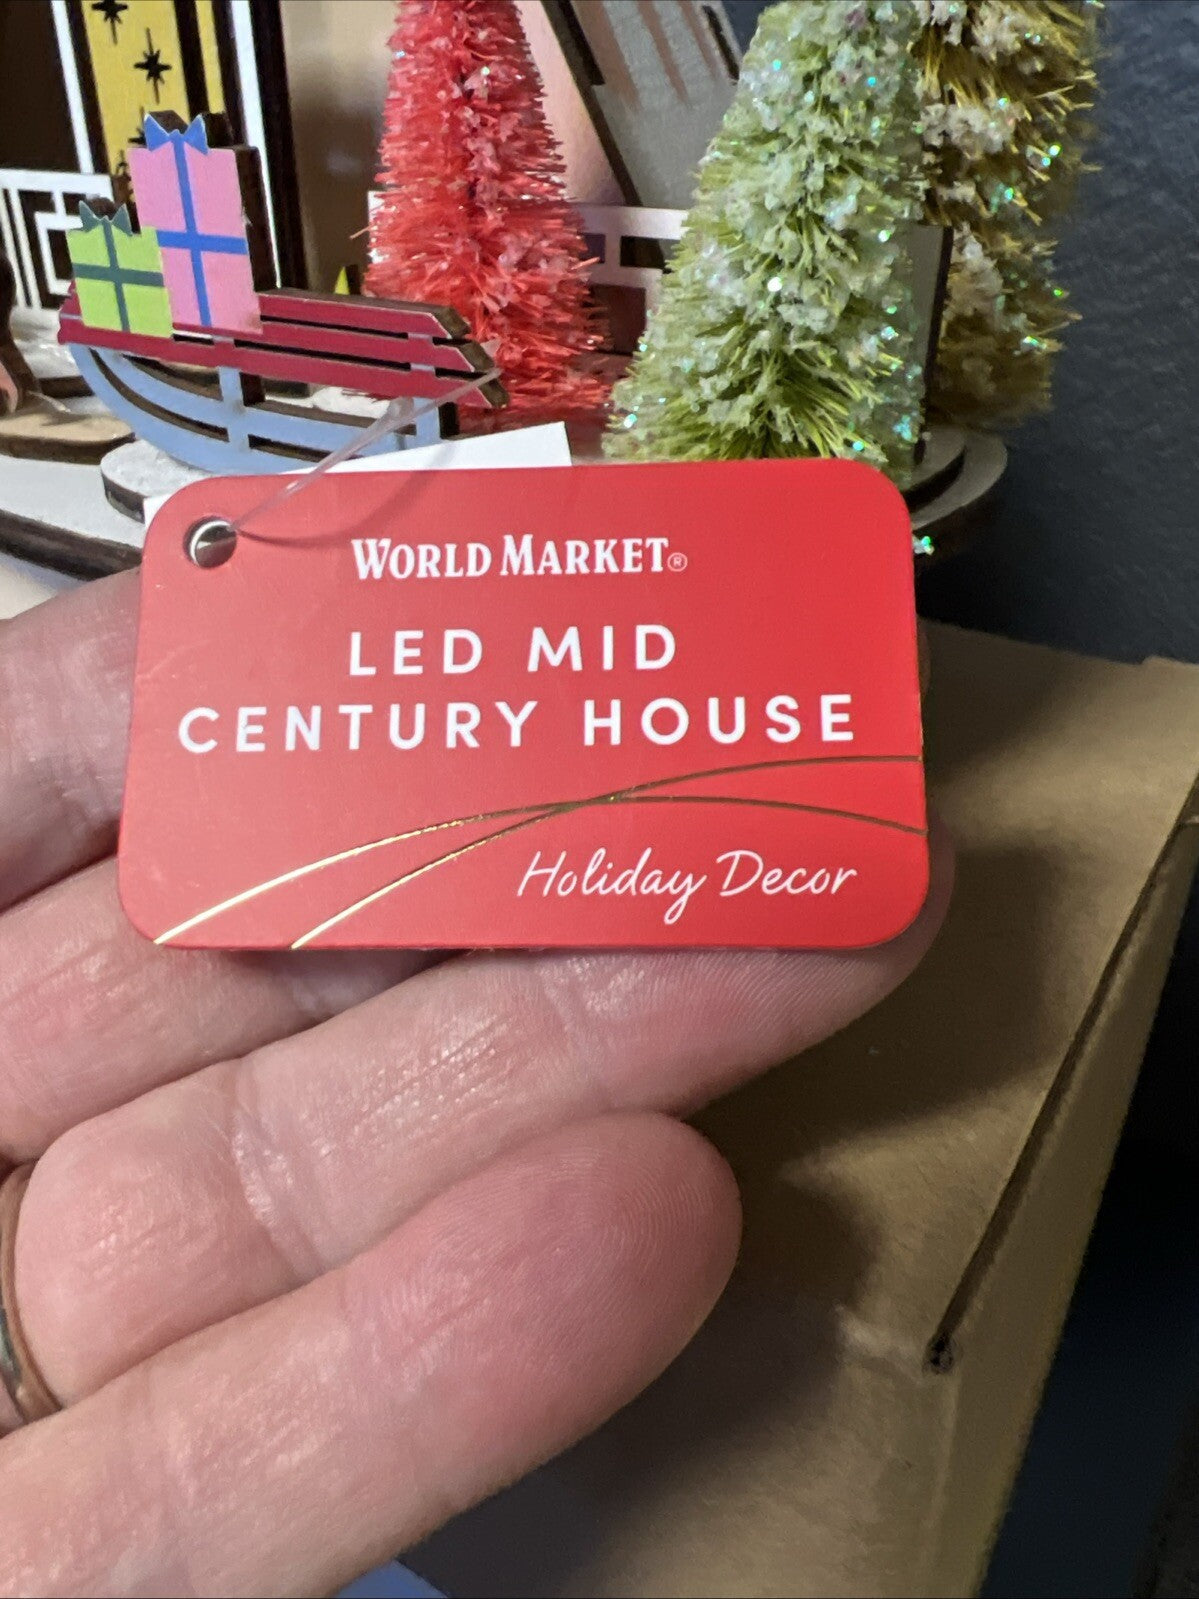 WORLD MARKET®
LED MID
CENTURY HOUSE
Holiday Decor